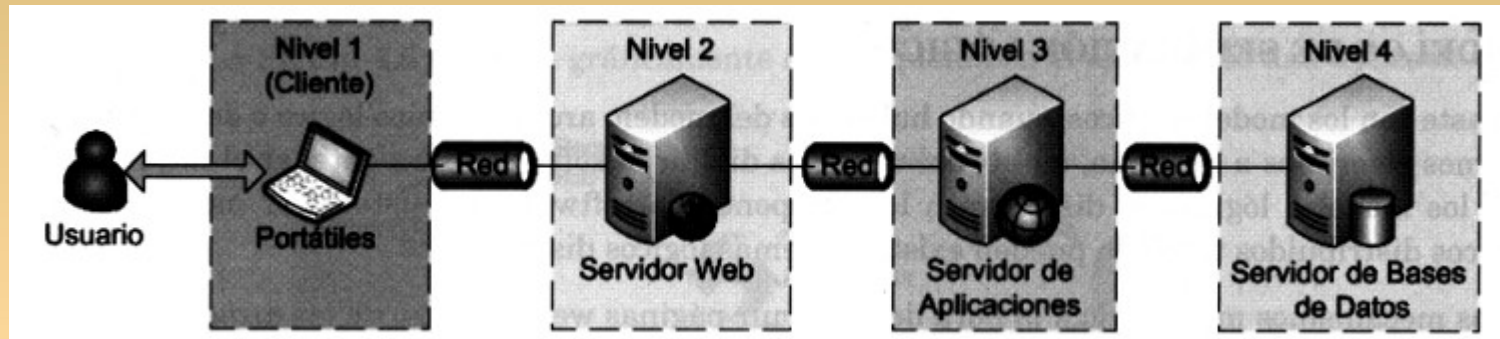 Nivel 1
(Cliente)
Nivel 2
Nivel 3
Nivel 4
Red
Red
Red
Usuario
Portátiles
Servidor Web
Servidor de
Aplicaciones
Servidor de Bases
de Datos